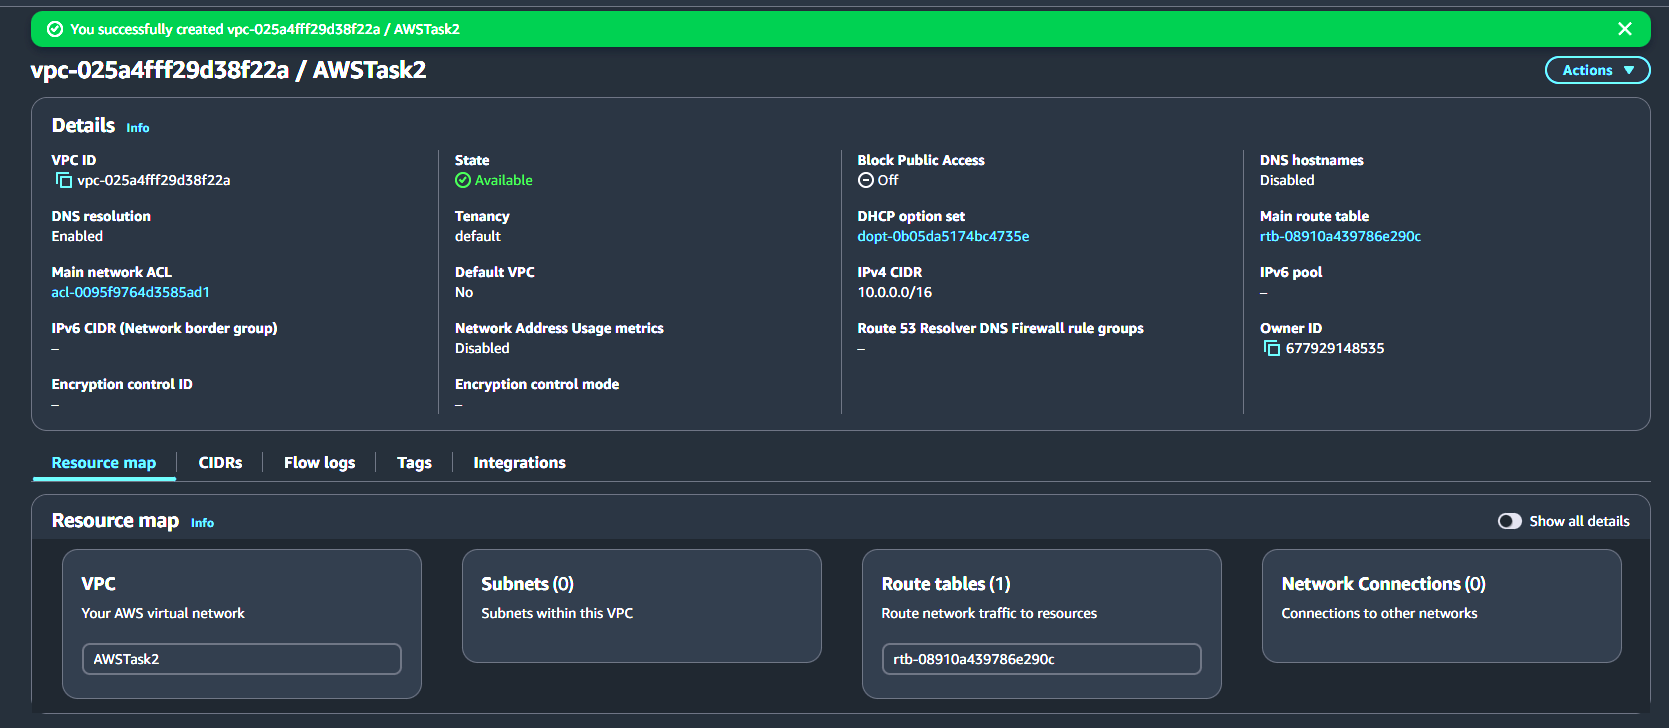 You successfully created vpc-025a4fff29d38f22a / AWSTask2
vpc-025a4fff29d38f22a / AWSTask2
Actions
Details Info
VPC ID
vpc-025a4fff29d38f22a
State
Available
Block Public Access
Off
DNS hostnames
Disabled
DNS resolution
Enabled
Tenancy
default
DHCP option set
dopt-0b05da5174bc4735e
Main route table
rtb-08910a439786e290c
Main network ACL
acl-0095f9764d3585ad1
Default VPC
No
IPv4 CIDR
10.0.0.0/16
IPv6 pool
–
IPv6 CIDR (Network border group)
–
Network Address Usage metrics
Disabled
Route 53 Resolver DNS Firewall rule groups
–
Owner ID
677929148535
Encryption control ID
–
Encryption control mode
–
Resource map
CIDRs
Flow logs
Tags
Integrations
Resource map Info
Show all details
VPC
Your AWS virtual network
AWSTask2
Subnets (0)
Subnets within this VPC
Route tables (1)
Route network traffic to resources
rtb-08910a439786e290c
Network Connections (0)
Connections to other networks